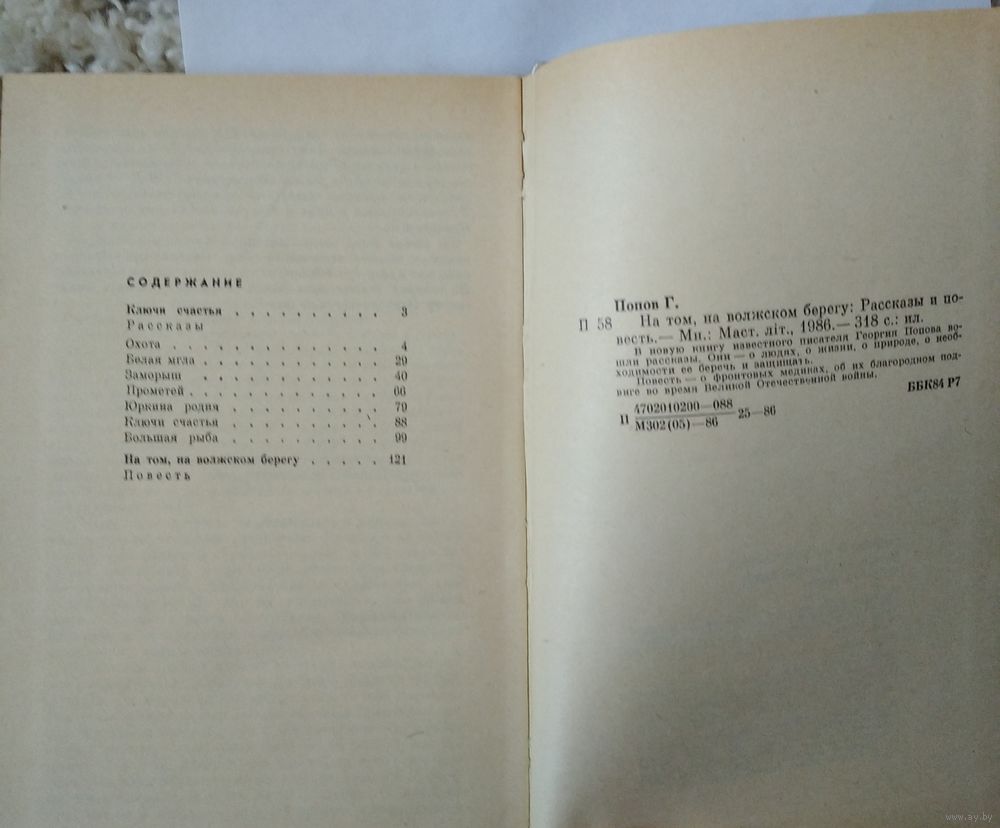 СОДЕРЖАНИЕ
Ключи счастья . . . . . . . . . . 3
Рассказы
Охота . . . . . . . . . . . . . 4
Белая мгла . . . . . . . . . . . 29
Заморыш . . . . . . . . . . . 40
Прометей . . . . . . . . . . . . 66
Юркина родня . . . . . . . . . . 79
Ключи счастья . . . . . . . . . . 88
Большая рыба . . . . . . . . . . 99
На том, на волжском берегу . . . . . 121
Повесть
Попов Г.
П 58 На том, на волжском берегу: Рассказы и по-
весть.— Мн.: Маст. літ., 1986.— 318 с.: ил.
В новую книгу известного писателя Георгия Попова во-
шли рассказы. Они — о людях, о жизни, о природе, о необ-
ходимости ее беречь и защищать.
Повесть — о фронтовых медиках, об их благородном под-
виге во время Великой Отечественной войны.
ББК84 Р7
П 4702010200—088 25—86
М302(05)—86
www.ay.by